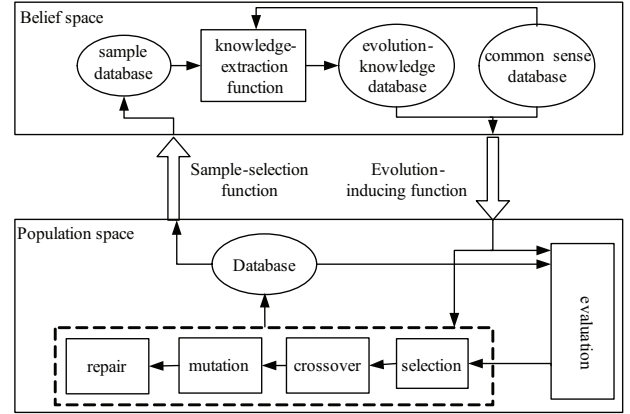 Belief space
sample
database
knowledge-
extraction
function
evolution-
knowledge
database
common sense
database
Sample-selection
function
Evolution-
inducing function
Population space
Database
evaluation
repair
mutation
crossover
selection